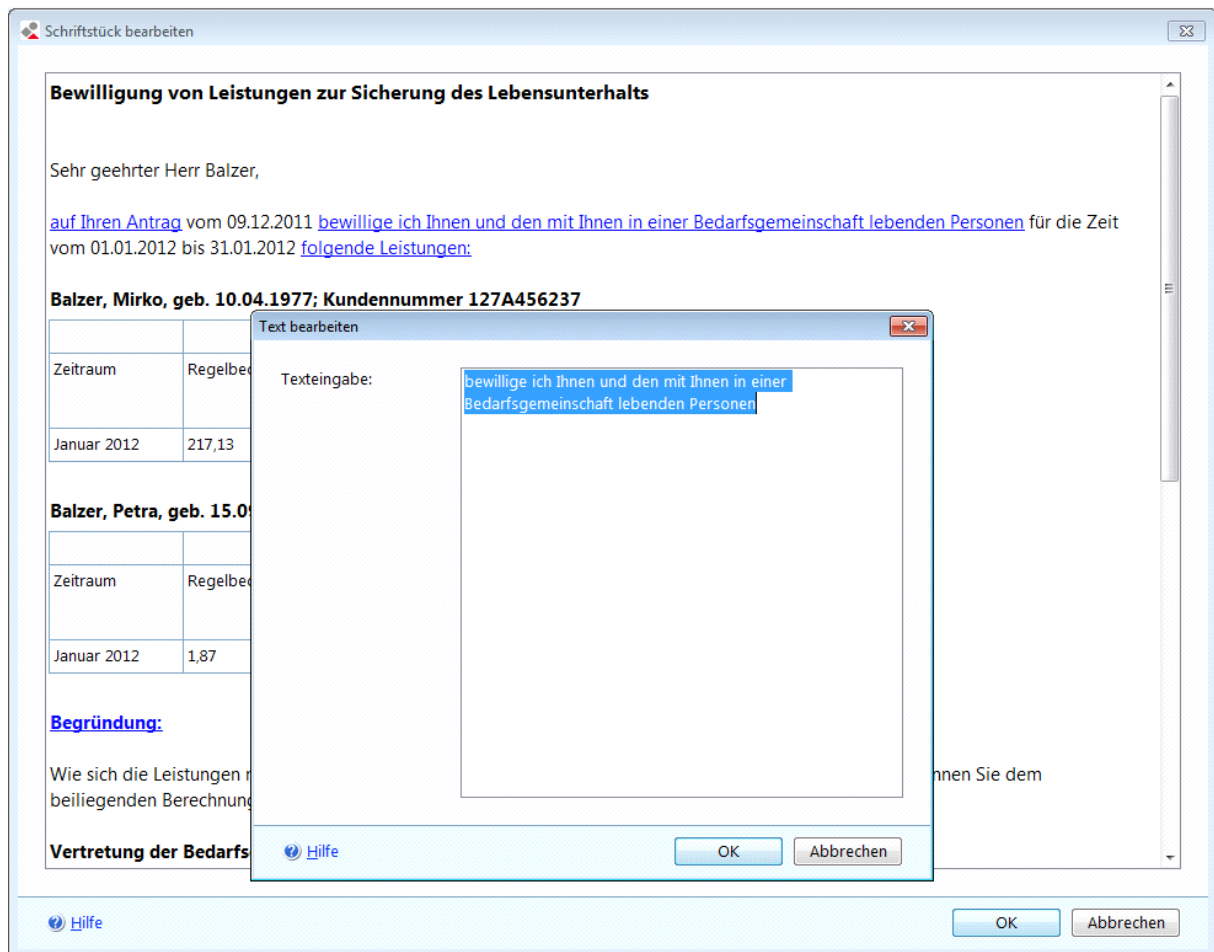 Schriftstück bearbeiten
Bewilligung von Leistungen zur Sicherung des Lebensunterhalts
Sehr geehrter Herr Balzer,
auf Ihren Antrag vom 09.12.2011 bewillige ich Ihnen und den mit Ihnen in einer Bedarfsgemeinschaft lebenden Personen für die Zeit
vom 01.01.2012 bis 31.01.2012 folgende Leistungen:
Balzer, Mirko, geb. 10.04.1977; Kundennummer 127A456237
Zeitraum
Januar 2012 217,13
Balzer, Petra, geb.
Zeitraum
Januar 2012 1,87
Begründung:
Wie sich die Leistungen
Sie dem
beiliegenden
Vertretung der
Text bearbeiten
Texteingabe:
bewillige ich Ihnen und den mit Ihnen in einer
Bedarfsgemeinschaft lebenden Personen
Hilfe OK Abbrechen
Hilfe OK Abbrechen